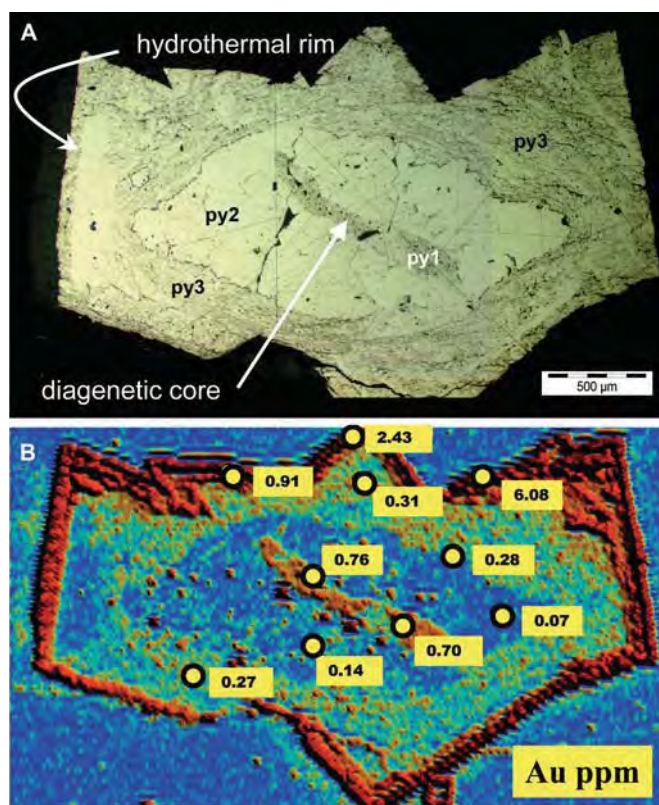 A
hydrothermal rim
py3
py2
py1
py3
diagenetic core
500 µm
B
2.43
0.91
6.08
0.31
0.76
0.28
0.07
0.70
0.14
0.27
Au ppm